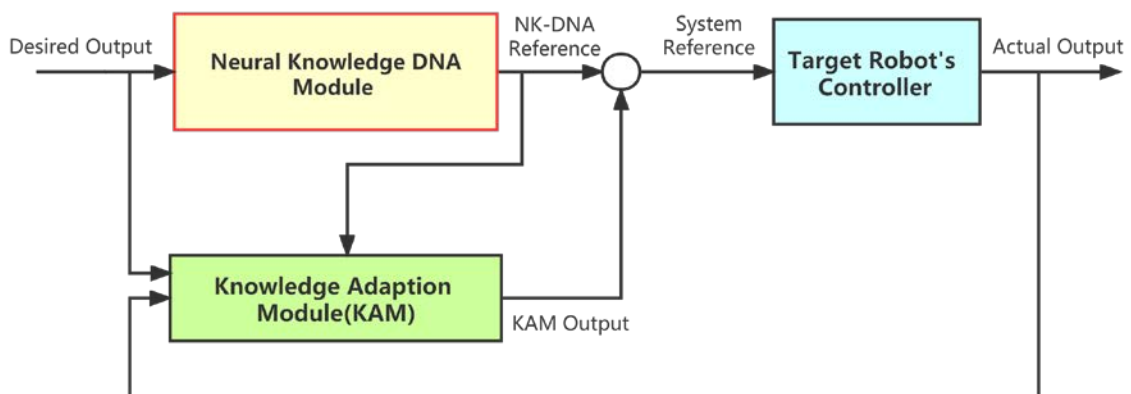 Desired Output
Neural Knowledge DNA
Module
NK-DNA
Reference
System
Reference
Target Robot's
Controller
Actual Output
Knowledge Adaption
Module(KAM)
KAM Output